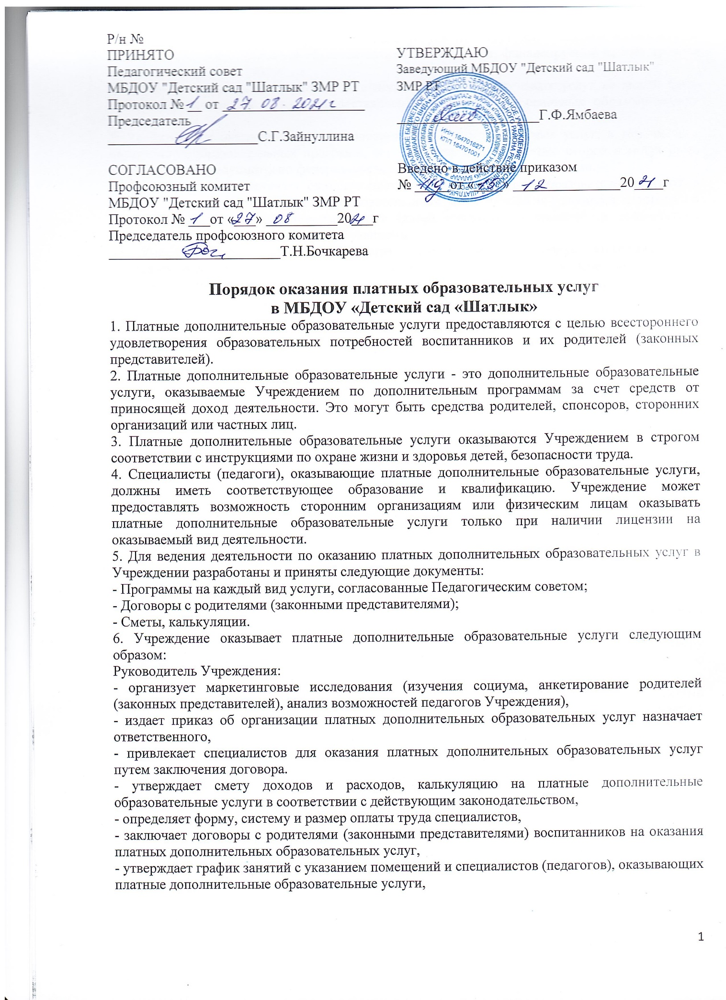 Р/н №
ПРИНЯТО
Педагогический совет
МБДОУ "Детский сад "Шатлык" ЗМР РТ
Протокол № 1 от 27. 08. 2021 г
Председатель
С.Г.Зайнуллина
УТВЕРЖДАЮ
Заведующий МБДОУ "Детский сад "Шатлык"
ЗМР РТ
Г.Ф.Ямбаева
ИНН 1647016271
КПП 164701001
СОГЛАСОВАНО
Профсоюзный комитет
МБДОУ "Детский сад "Шатлык" ЗМР РТ
Протокол № 1 от «27» 08 2021 г
Председатель профсоюзного комитета
Т.Н.Бочкарева
Введено в действие приказом
№ 119 от «13» 12 2021 г
Порядок оказания платных образовательных услуг
в МБДОУ «Детский сад «Шатлык»
1. Платные дополнительные образовательные услуги предоставляются с целью всестороннего
удовлетворения образовательных потребностей воспитанников и их родителей (законных
представителей).
2. Платные дополнительные образовательные услуги - это дополнительные образовательные
услуги, оказываемые Учреждением по дополнительным программам за счет средств от
приносящей доход деятельности. Это могут быть средства родителей, спонсоров, сторонних
организаций или частных лиц.
3. Платные дополнительные образовательные услуги оказываются Учреждением в строгом
соответствии с инструкциями по охране жизни и здоровья детей, безопасности труда.
4. Специалисты (педагоги), оказывающие платные дополнительные образовательные услуги,
должны иметь соответствующее образование и квалификацию. Учреждение может
предоставлять возможность сторонним организациям или физическим лицам оказывать
платные дополнительные образовательные услуги только при наличии лицензии на
оказываемый вид деятельности.
5. Для ведения деятельности по оказанию платных дополнительных образовательных услуг в
Учреждении разработаны и приняты следующие документы:
- Программы на каждый вид услуги, согласованные Педагогическим советом;
- Договоры с родителями (законными представителями);
- Сметы, калькуляции.
6. Учреждение оказывает платные дополнительные образовательные услуги следующим
образом:
Руководитель Учреждения:
- организует маркетинговые исследования (изучения социума, анкетирование родителей
(законных представителей), анализ возможностей педагогов Учреждения),
- издает приказ об организации платных дополнительных образовательных услуг назначает
ответственного,
- привлекает специалистов для оказания платных дополнительных образовательных услуг
путем заключения договора.
- утверждает смету доходов и расходов, калькуляцию на платные дополнительные
образовательные услуги в соответствии с действующим законодательством,
- определяет форму, систему и размер оплаты труда специалистов,
- заключает договоры с родителями (законными представителями) воспитанников на оказания
платных дополнительных образовательных услуг,
- утверждает график занятий с указанием помещений и специалистов (педагогов), оказывающих
платные дополнительные образовательные услуги,
1